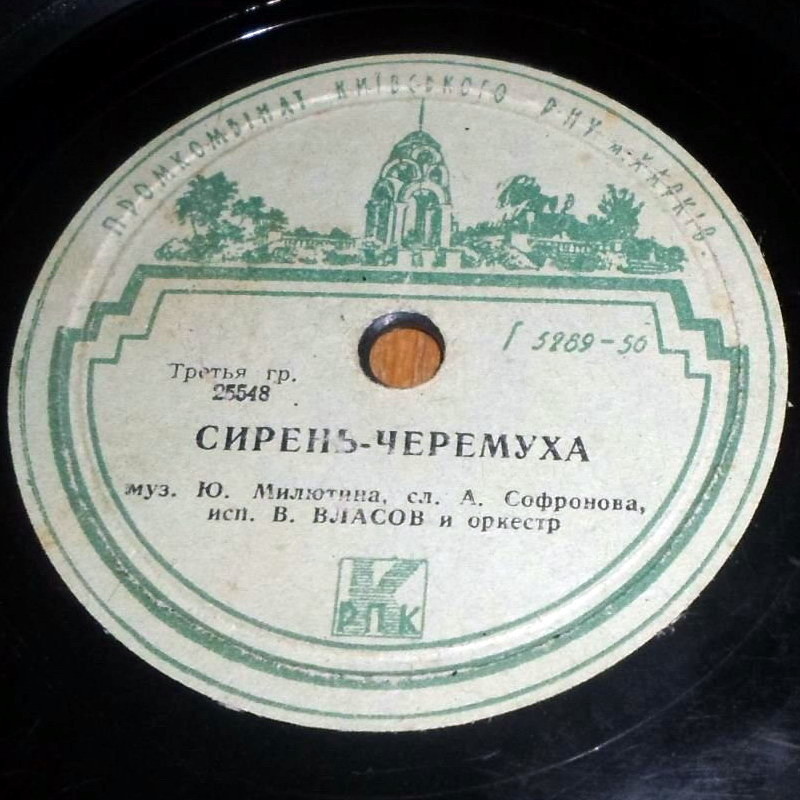 ПРОМКОМБІНАТ КИЇВСЬКОГО РНУ м. ХАРКІВ.
Г 5289-50
Третья гр.
25548
СИРЕНЬ-ЧЕРЕМУХА
муз. Ю. Милютина, сл. А. Софронова,
исп. В. ВЛАСОВ и оркестр
К
РПК